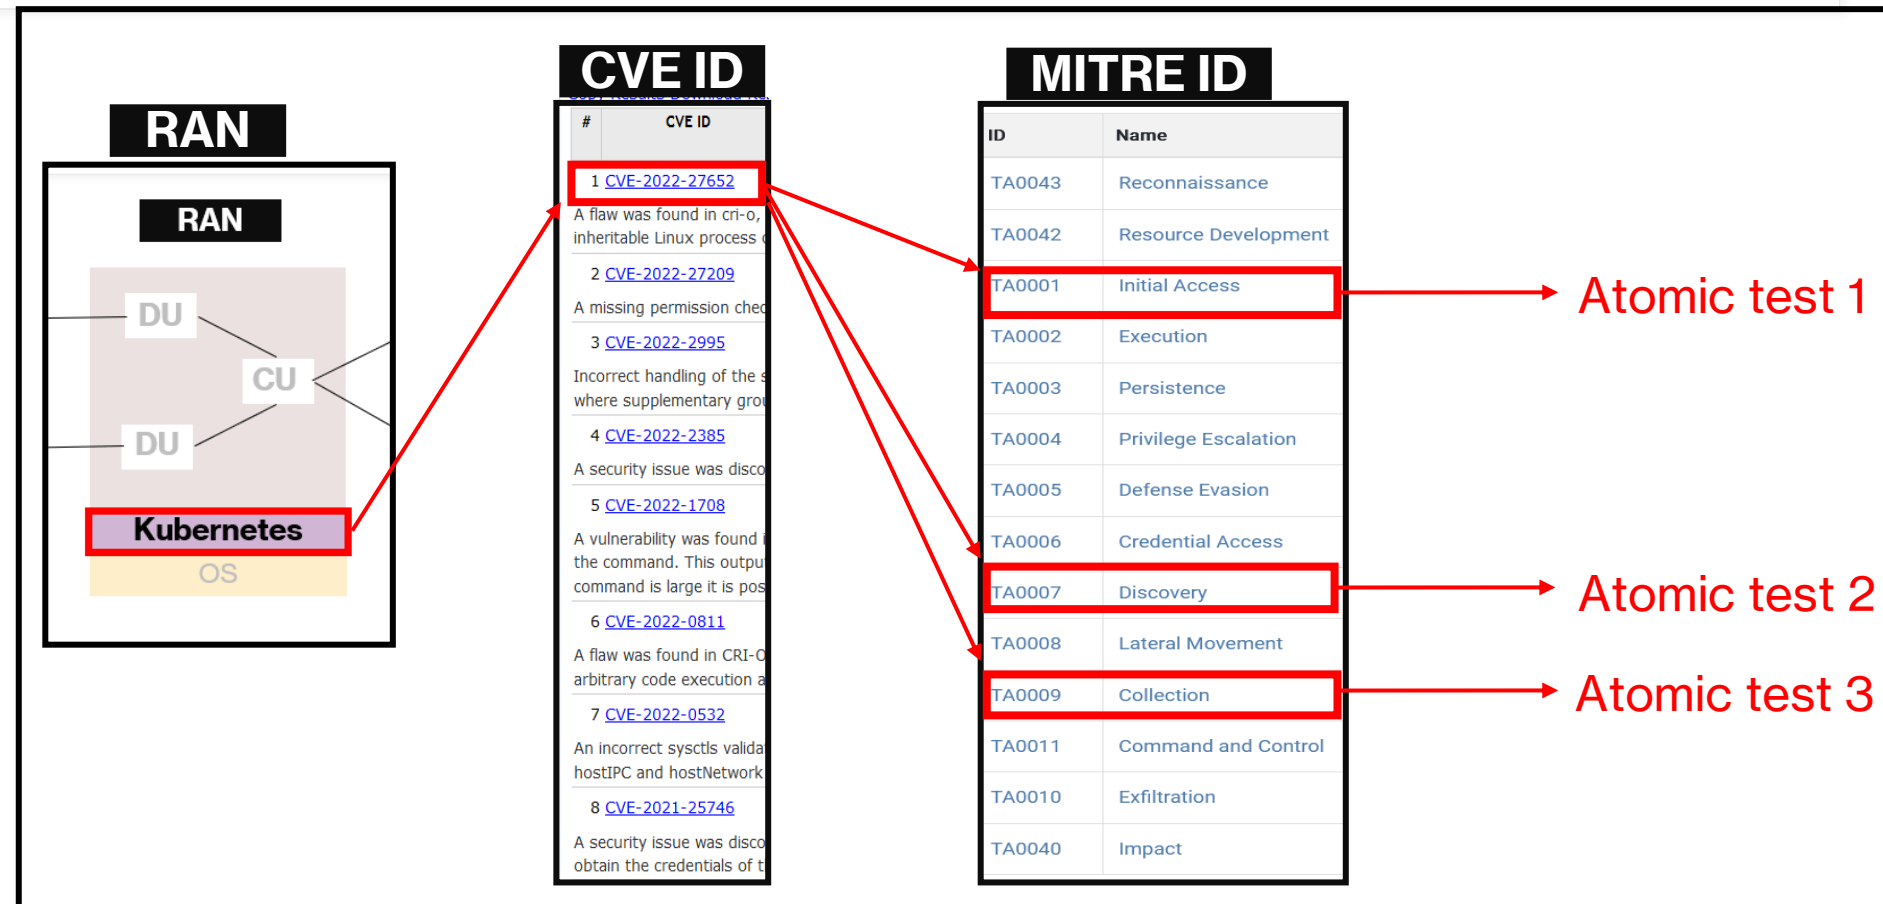 RAN
RAN
DU
CU
DU
Kubernetes
OS
CVE ID
# CVE ID
1 CVE-2022-27652
A flaw was found in cri-o,
inheritable Linux process
2 CVE-2022-27209
A missing permission chec
3 CVE-2022-2995
Incorrect handling of the s
where supplementary grou
4 CVE-2022-2385
A security issue was disco
5 CVE-2022-1708
A vulnerability was found i
the command. This outpu
command is large it is pos
6 CVE-2022-0811
A flaw was found in CRI-O
arbitrary code execution a
7 CVE-2022-0532
An incorrect sysctls valida
hostIPC and hostNetwork
8 CVE-2021-25746
A security issue was disco
obtain the credentials of t
MITRE ID
ID Name
TA0043 Reconnaissance
TA0042 Resource Development
TA0001 Initial Access
TA0002 Execution
TA0003 Persistence
TA0004 Privilege Escalation
TA0005 Defense Evasion
TA0006 Credential Access
TA0007 Discovery
TA0008 Lateral Movement
TA0009 Collection
TA0011 Command and Control
TA0010 Exfiltration
TA0040 Impact
Atomic test 1
Atomic test 2
Atomic test 3